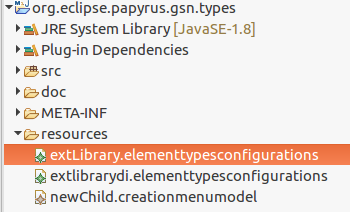 org.eclipse.papyrus.gsn.types
JRE System Library [JavaSE-1.8]
Plug-in Dependencies
src
doc
META-INF
resources
extLibrary.elementtypesconfigurations
extlibrarydi.elementtypesconfigurations
newChild.creationmenumodel